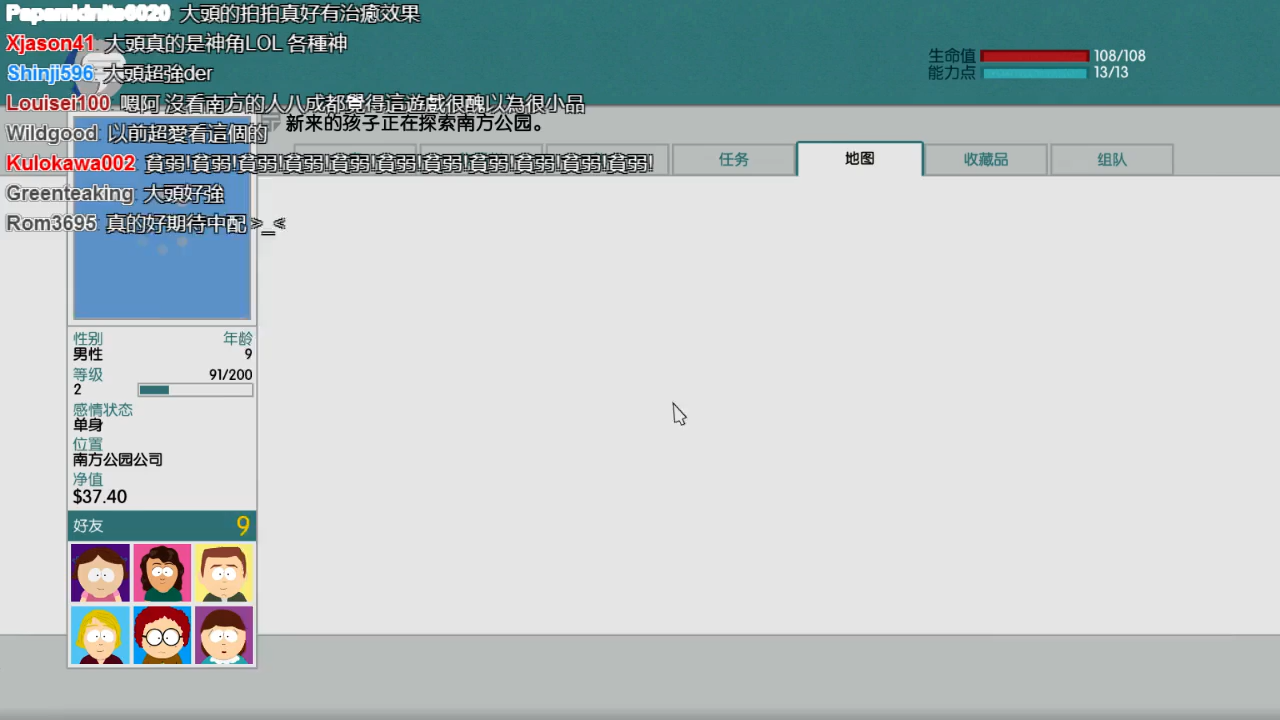 Papamidnite6020: 大頭的拍拍真好有治癒效果
Xjason41: 大頭真的是神角LOL 各種神
Shinji596: 大頭超強der
Louisei100: 嗯阿 沒看南方的人八成都覺得這遊戲很醜以為很小品
Wildgood: 以前超愛看這個的
Kulokawa002: 貧弱!貧弱!貧弱!貧弱!貧弱!貧弱!貧弱!貧弱!貧弱!貧弱!貧弱!
Greenteaking: 大頭好強
Rom3695: 真的好期待中配 >_<
生命值 108/108
能力点 13/13
新来的孩子正在探索南方公园。
任务 地图 收藏品 组队
性别 年龄
男性 9
等级 91/200
2
感情状态
单身
位置
南方公园公司
净值
$37.40
好友 9